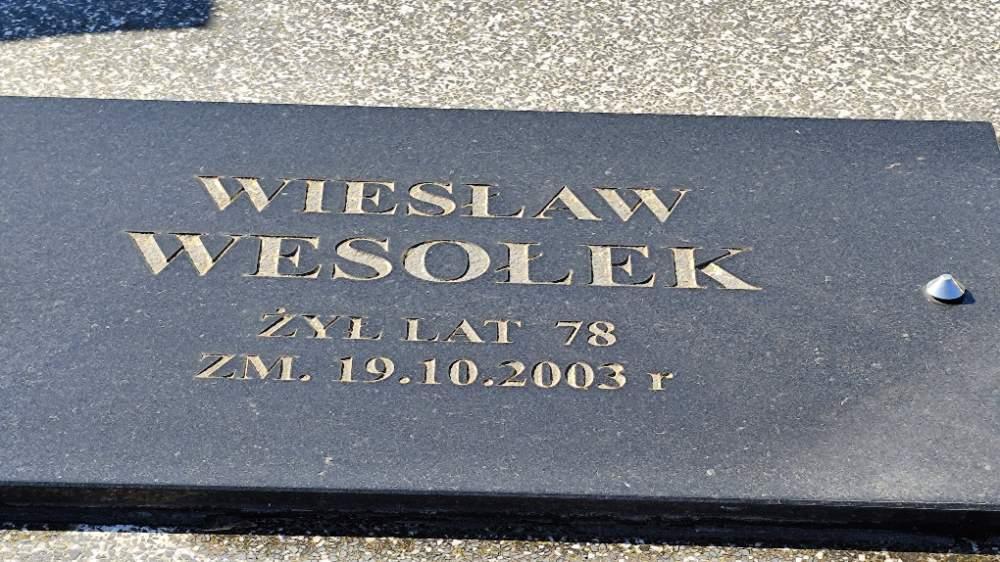 WIESŁAW
WESOŁEK
ŻYŁ LAT 78
ZM. 19.10.2003 r